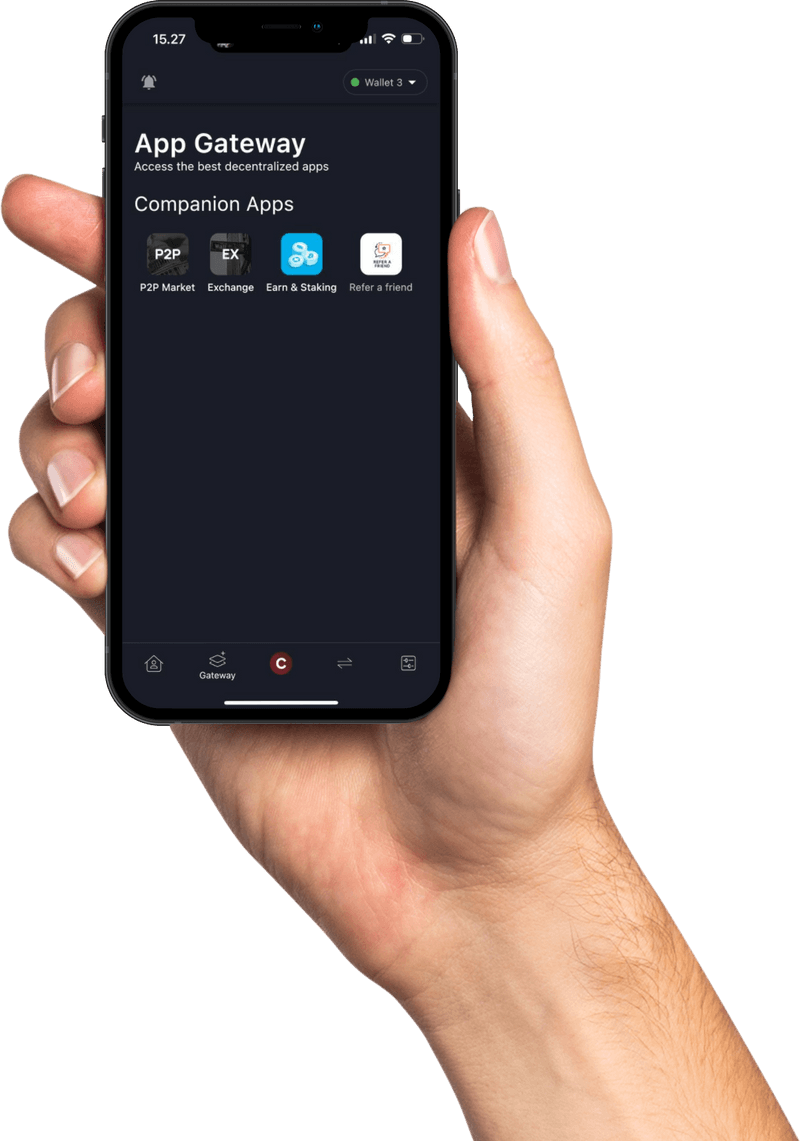 15.27
Wallet 3
App Gateway
Access the best decentralized apps
Companion Apps
P2P
EX
REFER A
FRIEND
P2P Market
Exchange
Earn & Staking
Refer a friend
C
Gateway